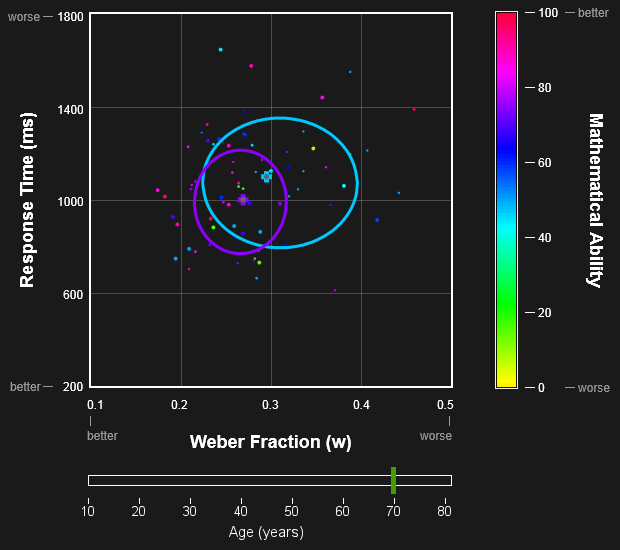 worse
1800
1400
1000
600
better
200
Response Time (ms)
0.1
0.2
0.3
0.4
0.5
better
worse
Weber Fraction (w)
10
20
30
40
50
60
70
80
Age (years)
100
80
60
40
20
0
better
worse
Mathematical Ability